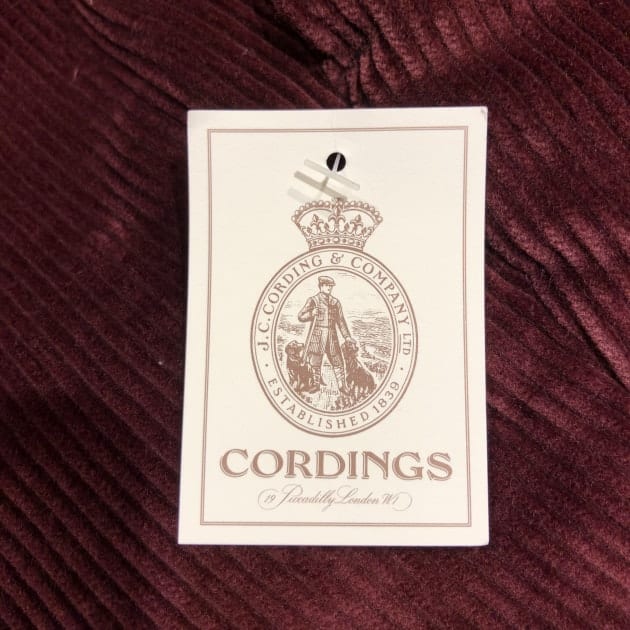 J.C. CORDING & COMPANY LTD
· ESTABLISHED 1839 ·
CORDINGS
19 Piccadilly London W1